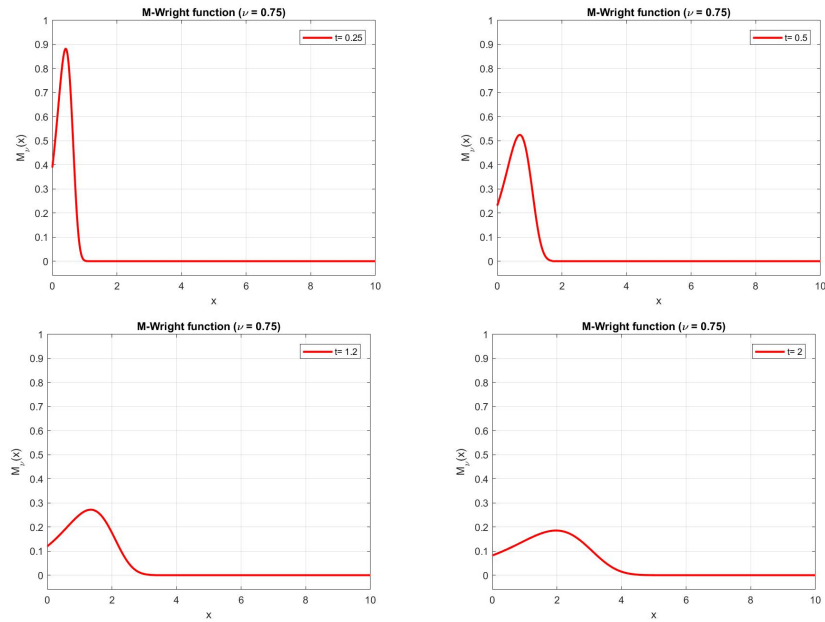 M-Wright function (ν = 0.75)
t= 0.25
1
0.9
0.8
0.7
0.6
0.5
0.4
0.3
0.2
0.1
0
M_ν(x)
0 2 4 6 8 10
x
M-Wright function (ν = 0.75)
t= 0.5
1
0.9
0.8
0.7
0.6
0.5
0.4
0.3
0.2
0.1
0
M_ν(x)
0 2 4 6 8 10
x
M-Wright function (ν = 0.75)
t= 1.2
1
0.9
0.8
0.7
0.6
0.5
0.4
0.3
0.2
0.1
0
M_ν(x)
0 2 4 6 8 10
x
M-Wright function (ν = 0.75)
t= 2
1
0.9
0.8
0.7
0.6
0.5
0.4
0.3
0.2
0.1
0
M_ν(x)
0 2 4 6 8 10
x